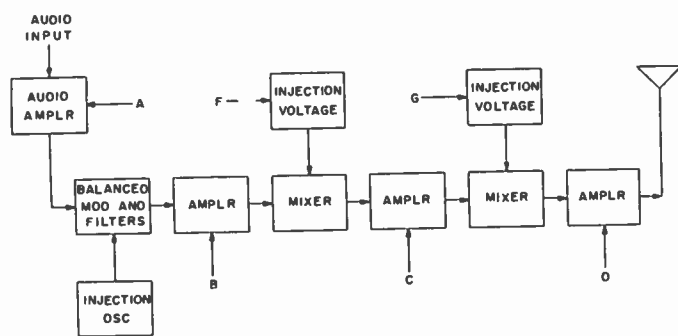 AUDIO
INPUT
AUDIO
AMPLR
A
F
INJECTION
VOLTAGE
G
INJECTION
VOLTAGE
BALANCED
MOD AND
FILTERS
AMPLR
MIXER
AMPLR
MIXER
AMPLR
B
C
D
INJECTION
OSC